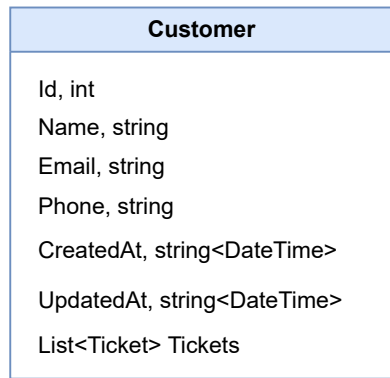 Customer
Id, int
Name, string
Email, string
Phone, string
CreatedAt, string<DateTime>
UpdatedAt, string<DateTime>
List<Ticket> Tickets